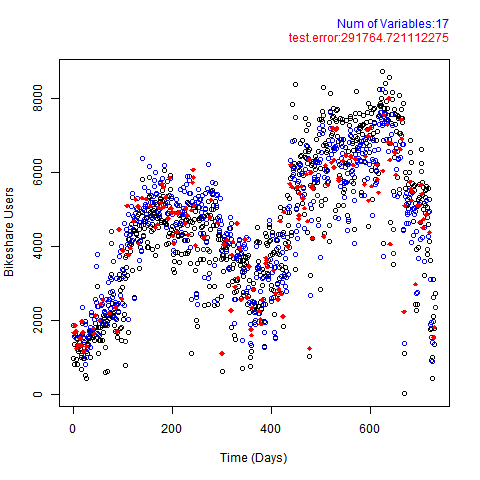 Num of Variables:17
test.error:291764.721112275
Bikeshare Users
8000
6000
4000
2000
0
0
200
400
600
Time (Days)